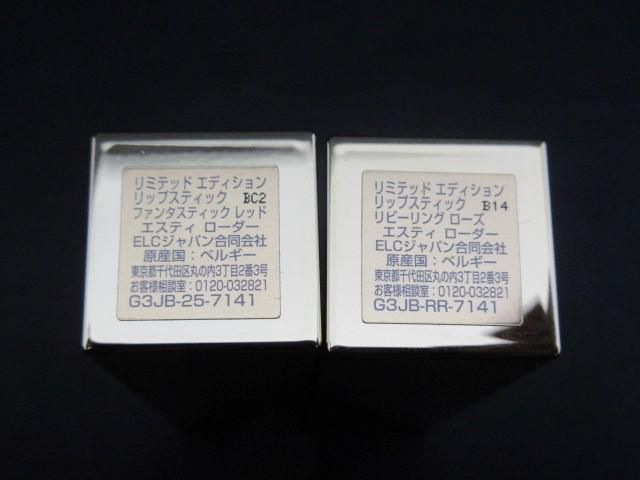 リミテッド エディション
リップスティック BC2
ファンタスティック レッド
エスティ ローダー
ELCジャパン合同会社
原産国：ベルギー
東京都千代田区丸の内3丁目2番3号
お客様相談室：0120-032821
G3JB-25-7141
リミテッド エディション
リップスティック B14
リビーリング ローズ
エスティ ローダー
ELCジャパン合同会社
原産国：ベルギー
東京都千代田区丸の内3丁目2番3号
お客様相談室：0120-032821
G3JB-RR-7141